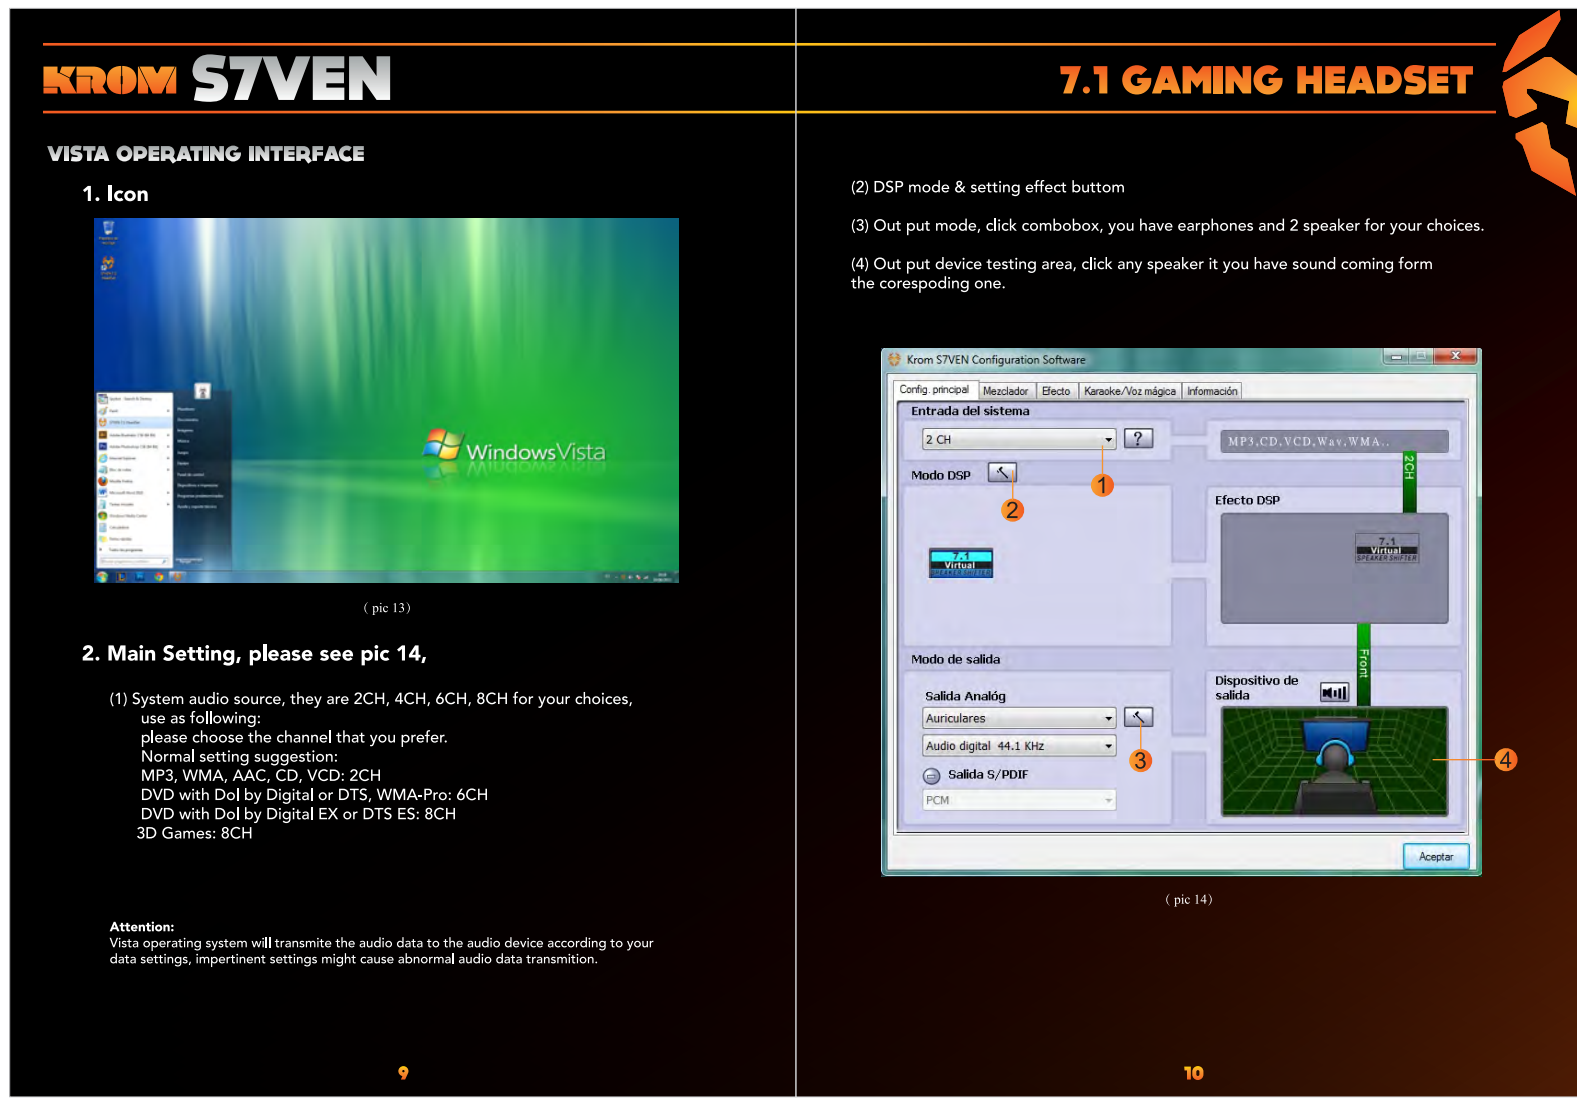 KROM S7VEN
VISTA OPERATING INTERFACE
1. Icon
Windows Vista
( pic 13)
2. Main Setting, please see pic 14,
(1) System audio source, they are 2CH, 4CH, 6CH, 8CH for your choices,
use as following:
please choose the channel that you prefer.
Normal setting suggestion:
MP3, WMA, AAC, CD, VCD: 2CH
DVD with Dol by Digital or DTS, WMA-Pro: 6CH
DVD with Dol by Digital EX or DTS ES: 8CH
3D Games: 8CH
Attention:
Vista operating system will transmite the audio data to the audio device according to your
data settings, impertinent settings might cause abnormal audio data transmition.
9
7.1 GAMING HEADSET
(2) DSP mode & setting effect buttom
(3) Out put mode, click combobox, you have earphones and 2 speaker for your choices.
(4) Out put device testing area, click any speaker it you have sound coming form
the corespoding one.
Krom S7VEN Configuration Software
Config. principal Mezclador Efecto Karaoke/Voz mágica Información
Entrada del sistema
2 CH ?
MP3,CD,VCD,Wav,WMA..
2CH
Modo DSP
1
2
Efecto DSP
7.1
Virtual
SPEAKER SHIFTER
7.1
Virtual
SPEAKER SHIFTER
Front
Modo de salida
Salida Analóg
Auriculares
Audio digital 44.1 KHz
3
Salida S/PDIF
PCM
Dispositivo de
salida
4
Aceptar
( pic 14)
10